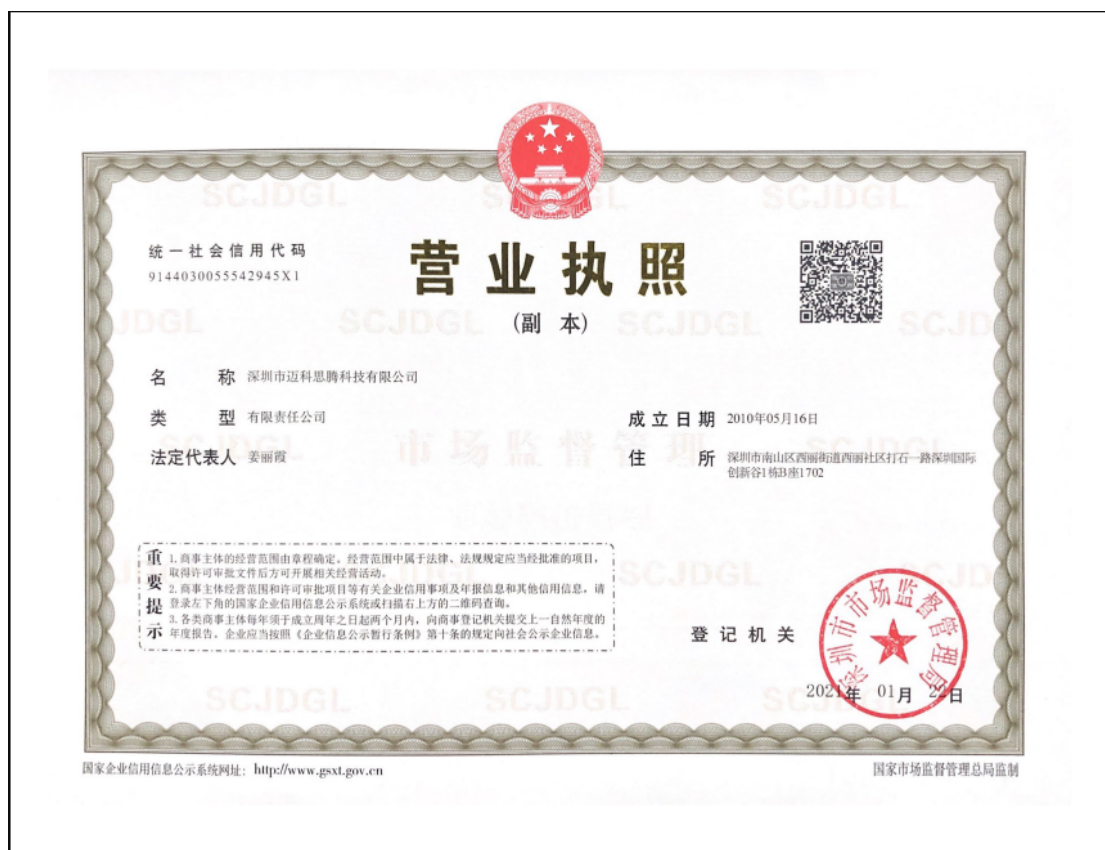 统一社会信用代码
9144030055542945X1
营业执照
(副 本)
名 称 深圳市迈科思腾科技有限公司
类 型 有限责任公司
成立日期 2010年05月16日
法定代表人 姜丽霞
住 所 深圳市南山区西丽街道西丽社区打石一路深圳国际
创新谷1栋B座1702
重要提示
1.商事主体的经营范围由章程确定。经营范围中属于法律、法规规定应当经批准的项目，
取得许可审批文件后方可开展相关经营活动。
2.商事主体经营范围和许可审批项目等有关企业信用事项及年报信息和其他信用信息，请
登录左下角的国家企业信用信息公示系统或扫描右上方的二维码查询。
3.各类商事主体每年须于成立周年之日起两个月内，向商事登记机关提交上一自然年度的
年度报告。企业应当按照《企业信息公示暂行条例》第十条的规定向社会公示企业信息。
登记机关
深圳市市场监督管理局
2021年 01月 22日
SCJDGL
市场监督管理
国家企业信用信息公示系统网址：http://www.gsxt.gov.cn
国家市场监督管理总局监制